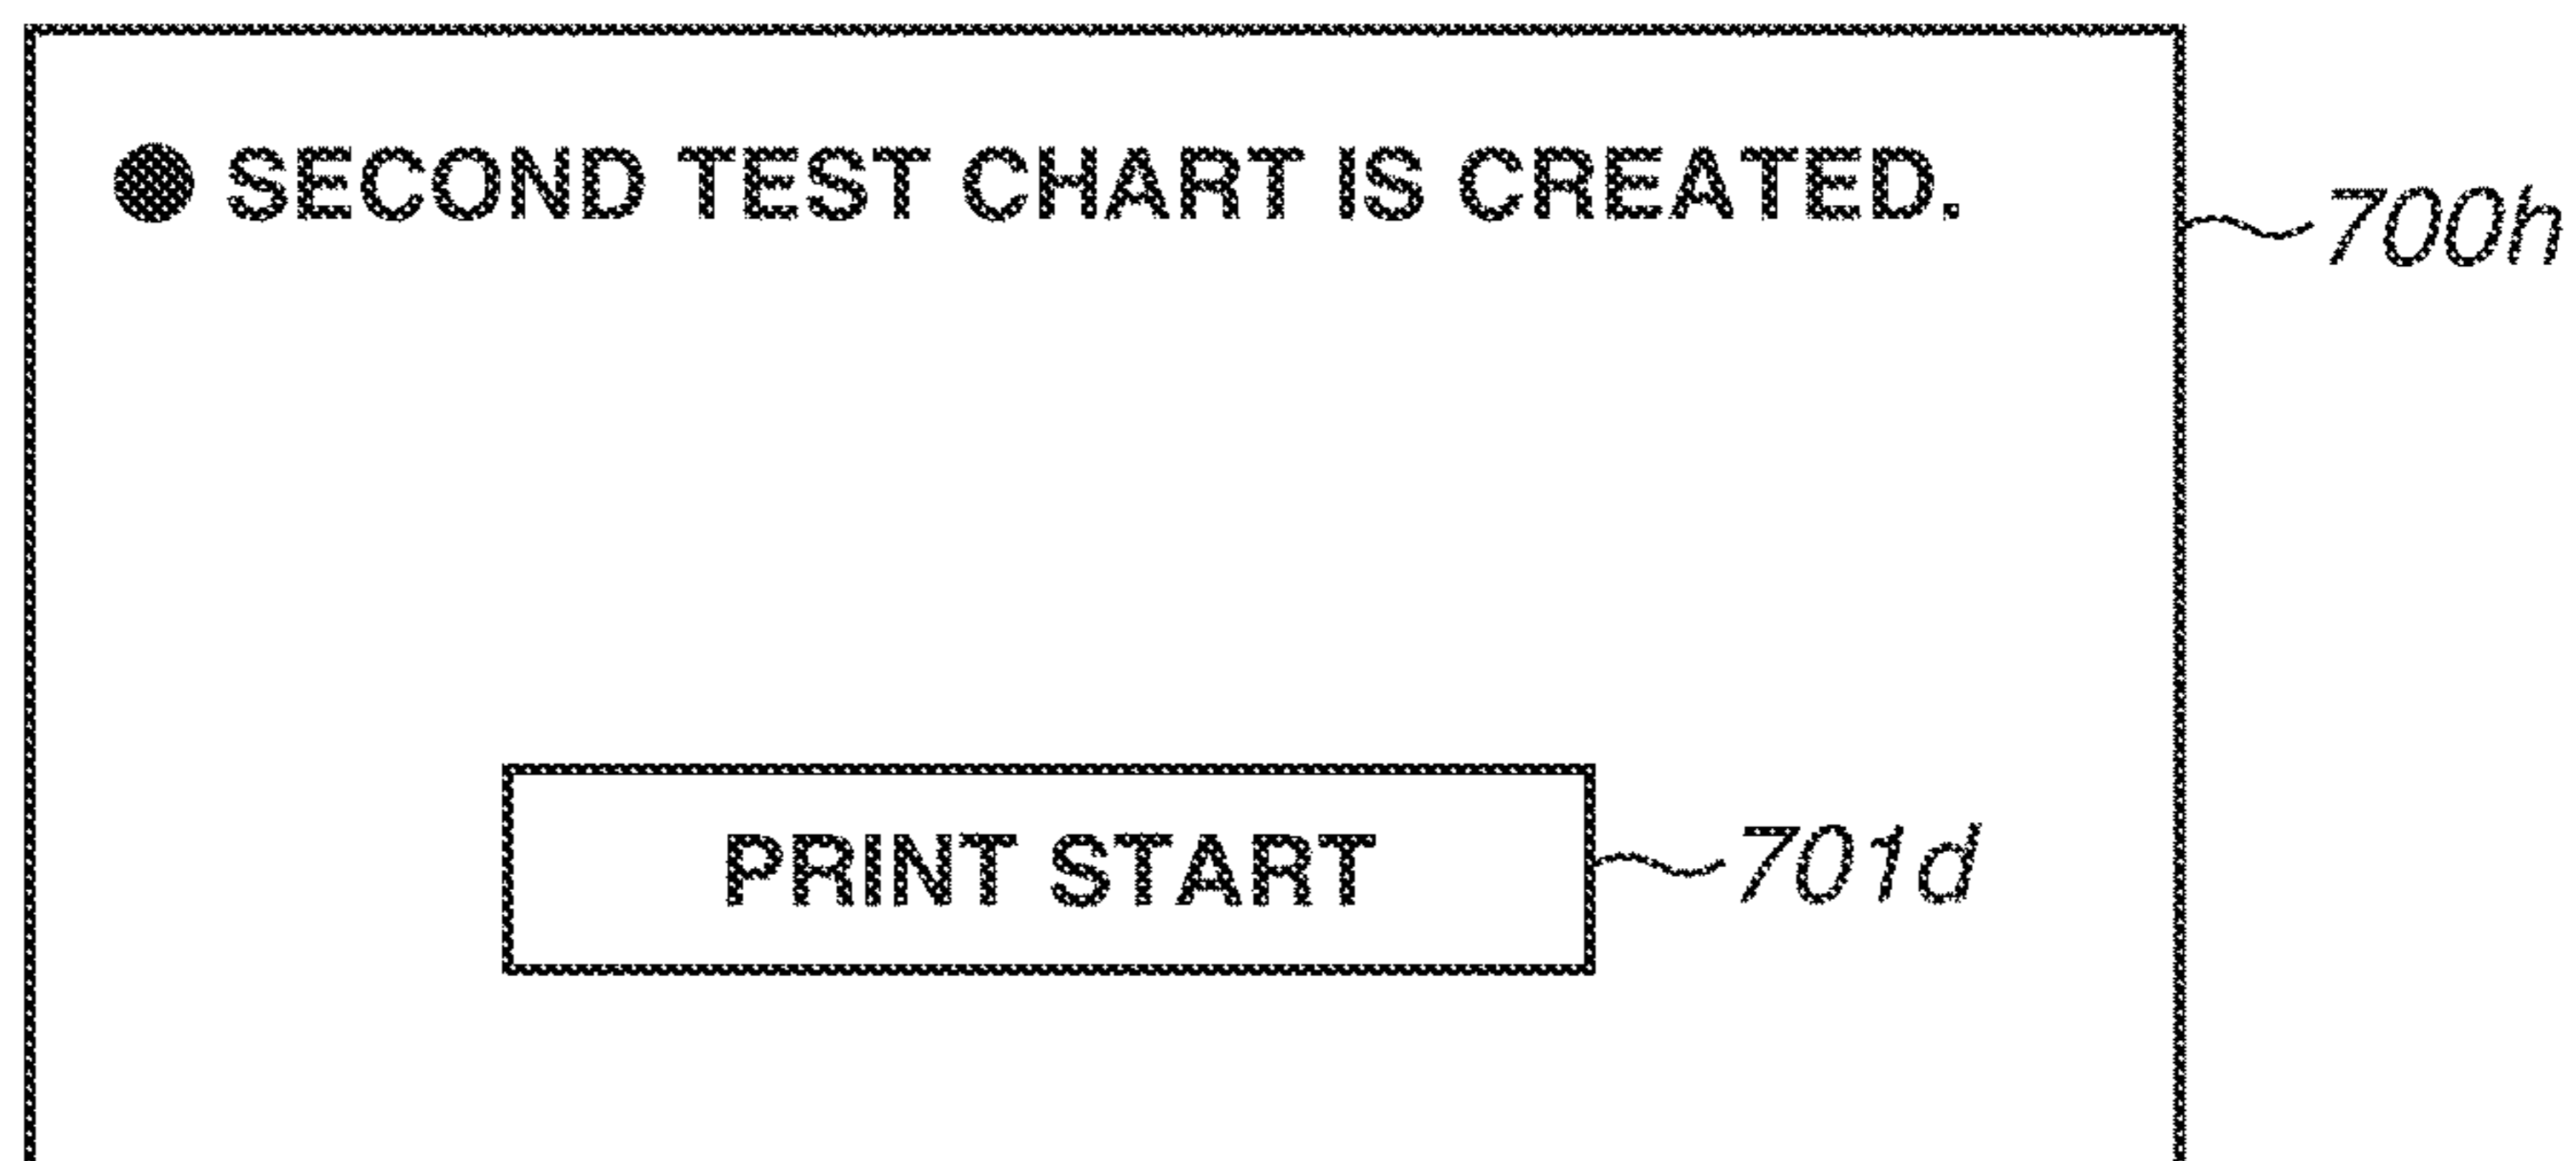 ● SECOND TEST CHART IS CREATED.
700h
PRINT START
701d